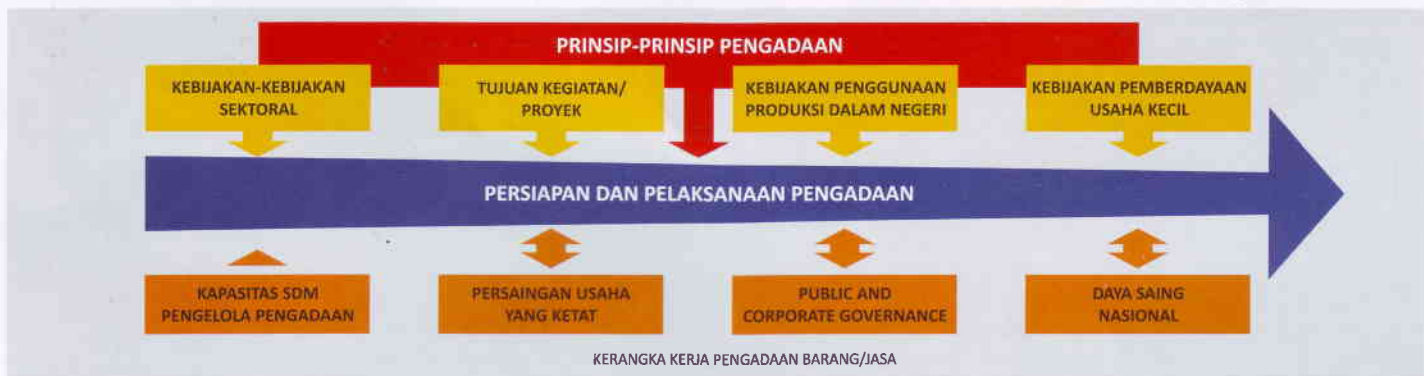 PRINSIP-PRINSIP PENGADAAN
KEBIJAKAN-KEBIJAKAN
SEKTORAL
TUJUAN KEGIATAN/
PROYEK
KEBIJAKAN PENGGUNAAN
PRODUKSI DALAM NEGERI
KEBIJAKAN PEMBERDAYAAN
USAHA KECIL
PERSIAPAN DAN PELAKSANAAN PENGADAAN
KAPASITAS SDM
PENGELOLA PENGADAAN
PERSAINGAN USAHA
YANG KETAT
PUBLIC AND
CORPORATE GOVERNANCE
DAYA SAING
NASIONAL
KERANGKA KERJA PENGADAAN BARANG/JASA